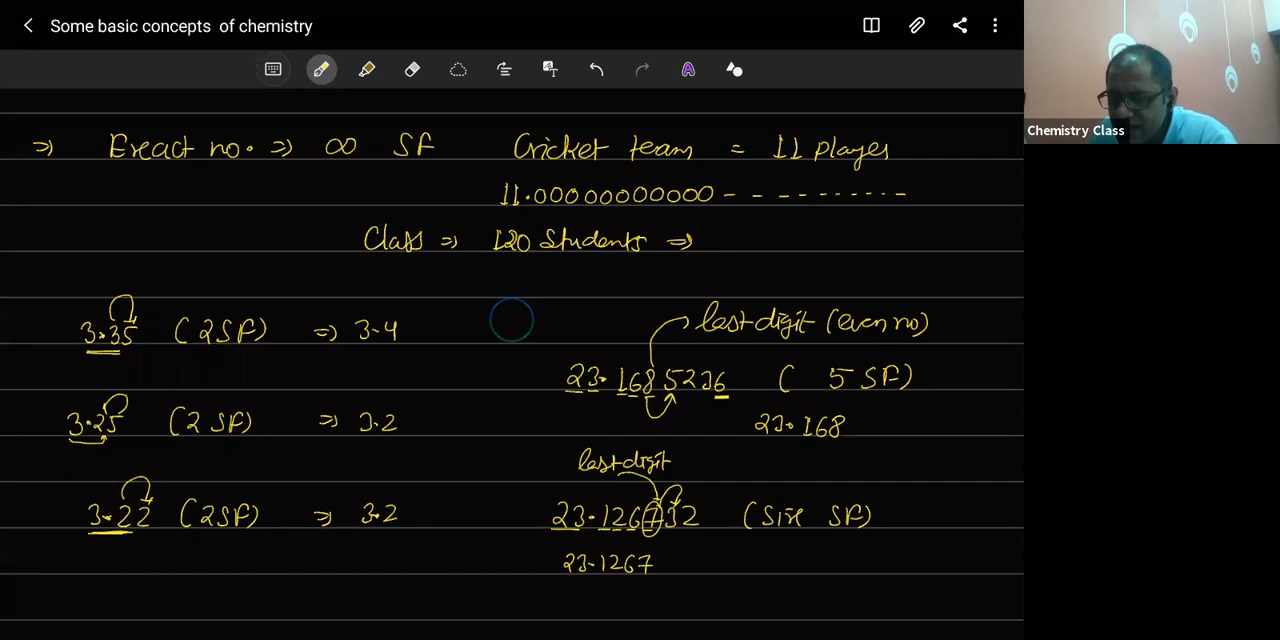 Some basic concepts of chemistry
Chemistry Class
⇒ Exact no. ⇒ ∞ SF Cricket team = 11 players
11.00000000000 - - - - - - - - -
Class ⇒ 120 Students ⇒
3.35 (2SF) ⇒ 3.4
last digit (even no)
23.1685236 ( 5 SF)
3.25 (2 SF) ⇒ 3.2
23.168
last digit
3.22 (2SF) ⇒ 3.2
23.126732 (Six SF)
23.1267